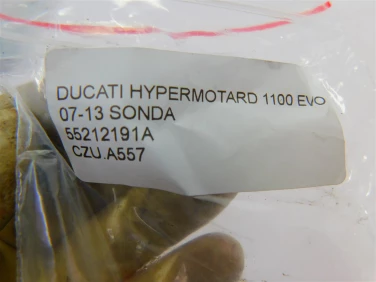 DUCATI HYPERMOTARD 1100 EVO
07-13 SONDA
55212191A
CZU.A557